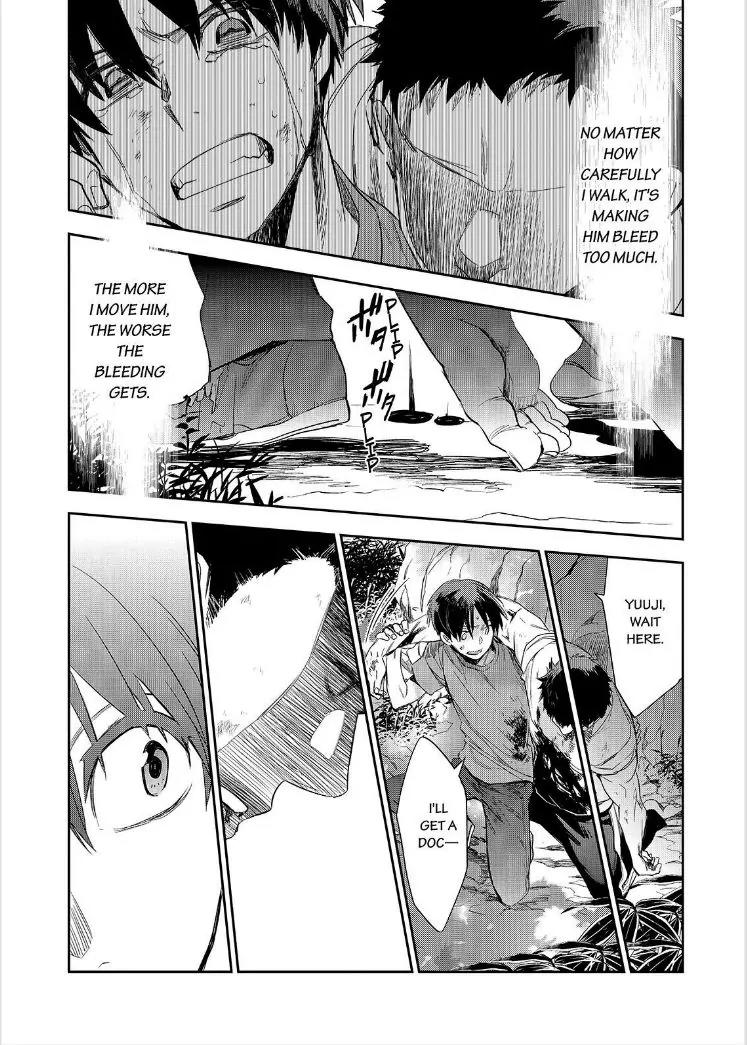 NO MATTER
HOW
CAREFULLY
I WALK, IT'S
MAKING
HIM BLEED
TOO MUCH.
THE MORE
I MOVE HIM,
THE WORSE
THE
BLEEDING
GETS.
ボタ
PLIP
ボタ
PLIP
YUUJI,
WAIT
HERE.
I'LL
GET A
DOC—